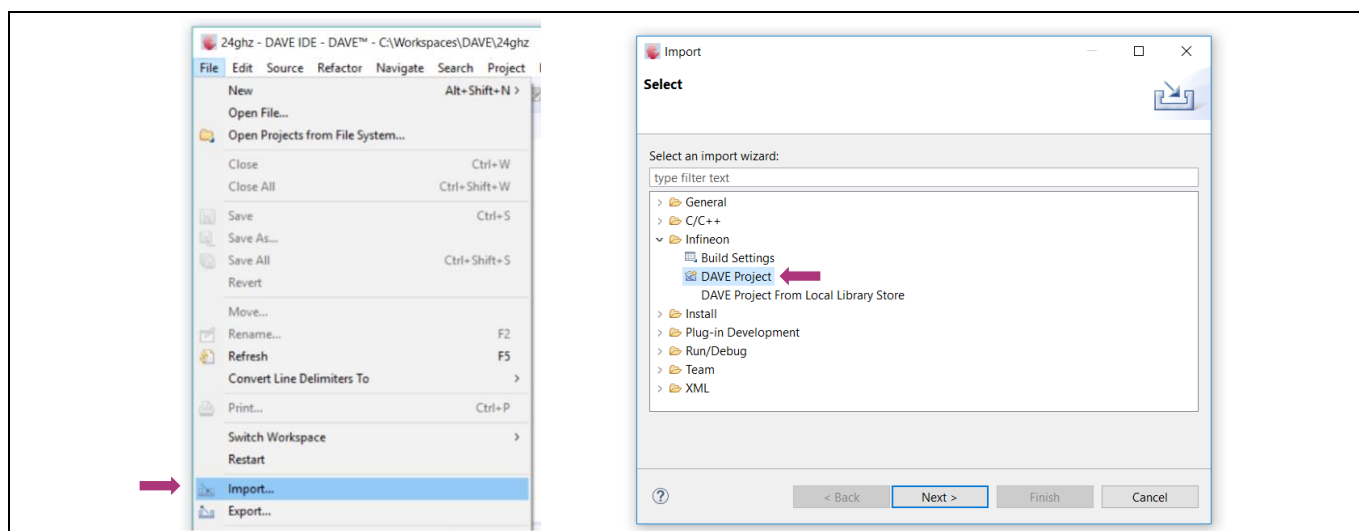 24ghz - DAVE IDE - DAVE™ - C:\Workspaces\DAVE\24ghz
File Edit Source Refactor Navigate Search Project
New Alt+Shift+N >
Open File...
Open Projects from File System...
Close Ctrl+W
Close All Ctrl+Shift+W
Save Ctrl+S
Save As...
Save All Ctrl+Shift+S
Revert
Move...
Rename... F2
Refresh F5
Convert Line Delimiters To >
Print... Ctrl+P
Switch Workspace >
Restart
Import...
Export...
Import
Select
Select an import wizard:
type filter text
> General
> C/C++
Infineon
Build Settings
DAVE Project
DAVE Project From Local Library Store
> Install
> Plug-in Development
> Run/Debug
> Team
> XML
? < Back Next > Finish Cancel